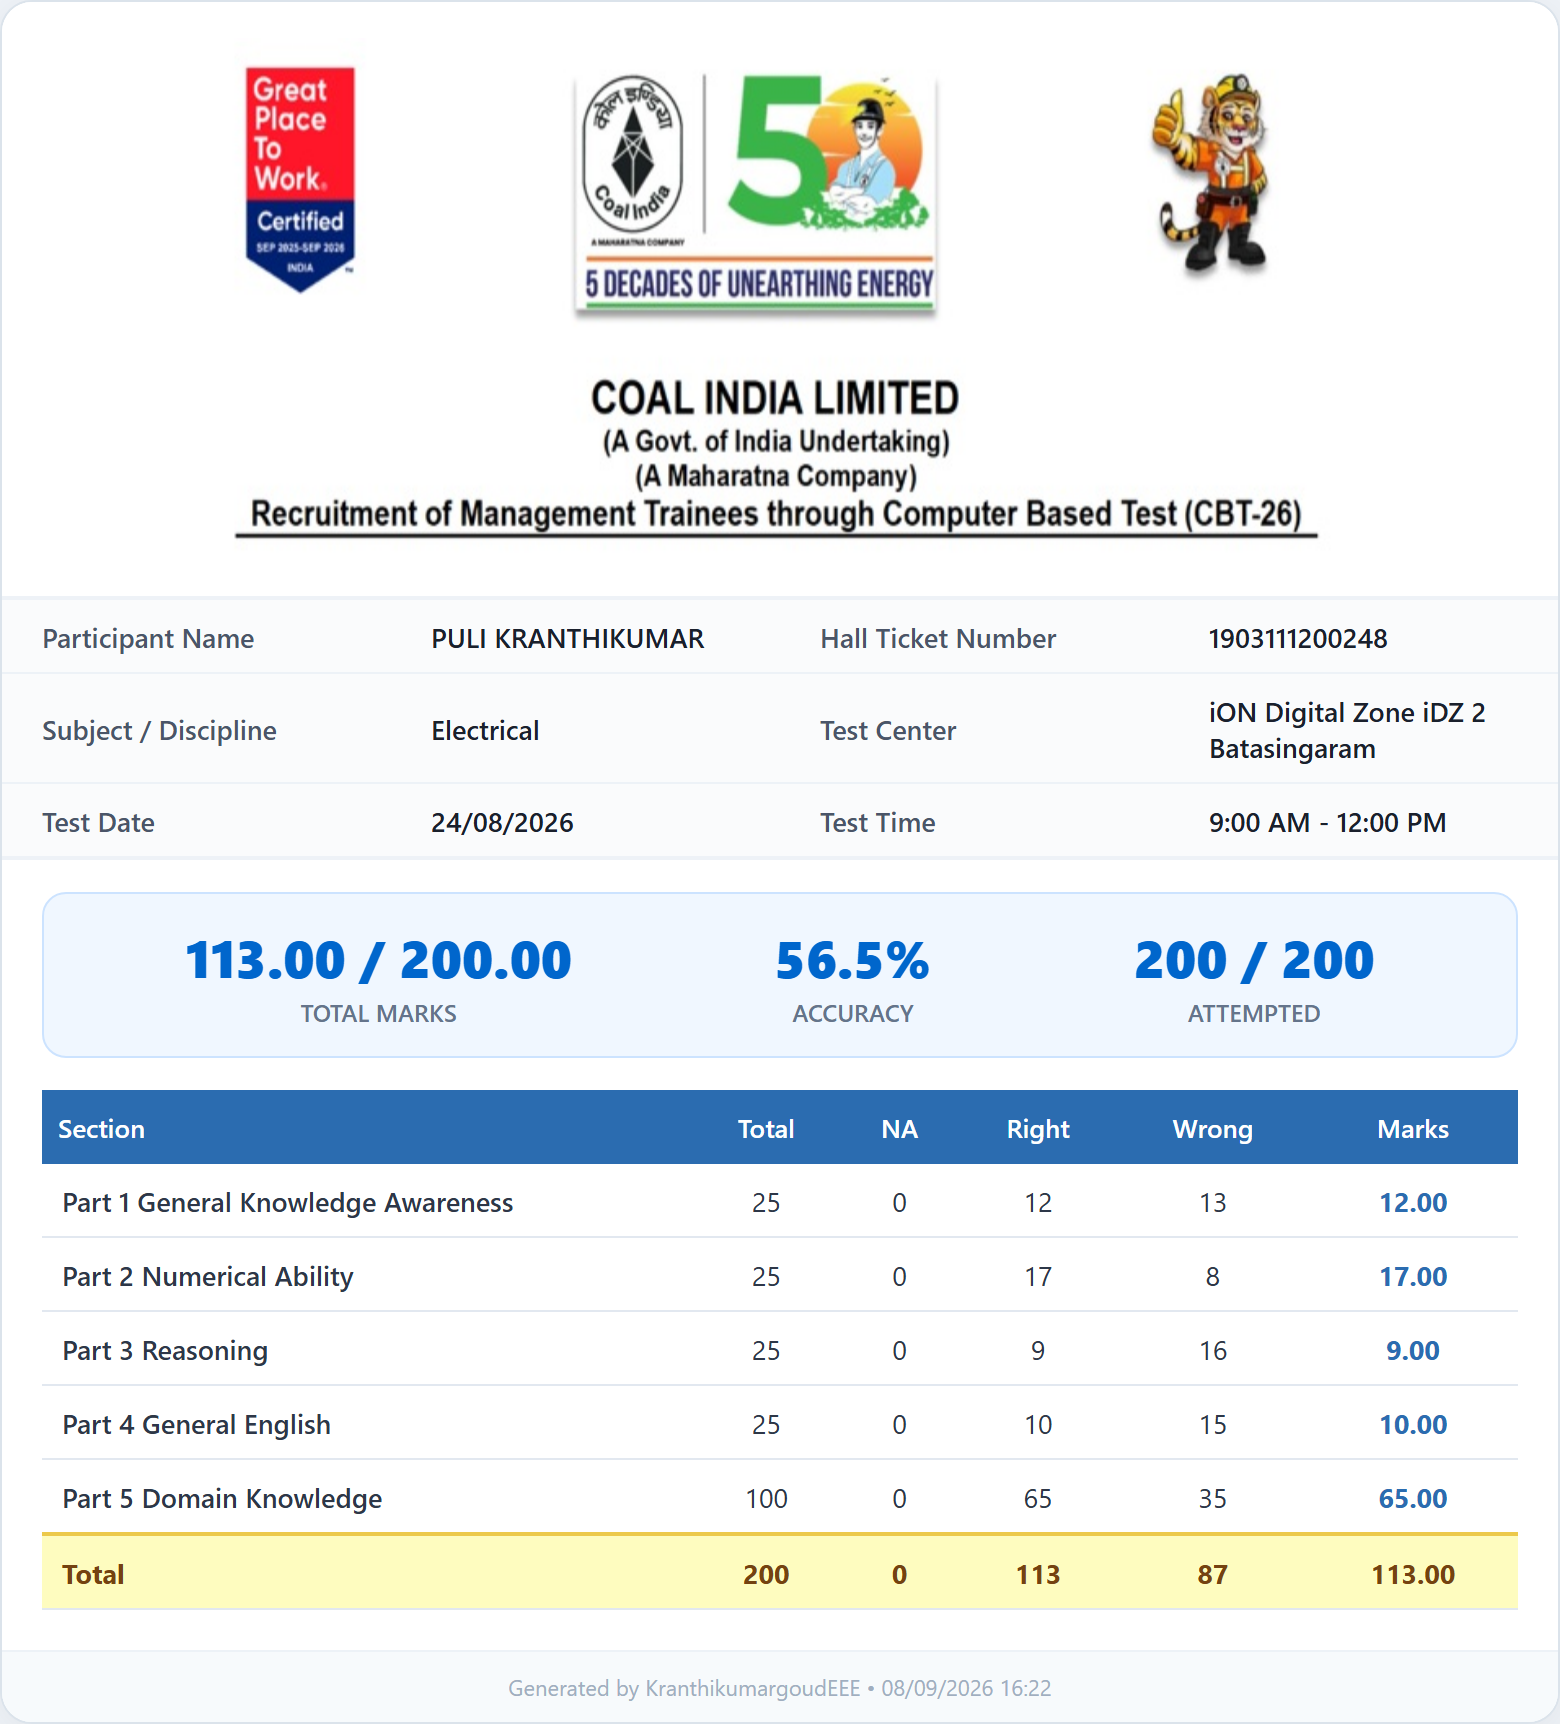 Great
Place
To
Work.
Certified
SEP 2025-SEP 2026
INDIA
™
कोल इण्डिया
Coal India
A MAHARATNA COMPANY
50
5 DECADES OF UNEARTHING ENERGY
COAL INDIA LIMITED
(A Govt. of India Undertaking)
(A Maharatna Company)
Recruitment of Management Trainees through Computer Based Test (CBT-26)
Participant Name PULI KRANTHIKUMAR Hall Ticket Number 1903111200248
Subject / Discipline Electrical Test Center iON Digital Zone iDZ 2
Batasingaram
Test Date 24/08/2026 Test Time 9:00 AM - 12:00 PM
113.00 / 200.00 56.5% 200 / 200
TOTAL MARKS ACCURACY ATTEMPTED
Section Total NA Right Wrong Marks
Part 1 General Knowledge Awareness 25 0 12 13 12.00
Part 2 Numerical Ability 25 0 17 8 17.00
Part 3 Reasoning 25 0 9 16 9.00
Part 4 General English 25 0 10 15 10.00
Part 5 Domain Knowledge 100 0 65 35 65.00
Total 200 0 113 87 113.00
Generated by KranthikumargoudEEE • 08/09/2026 16:22